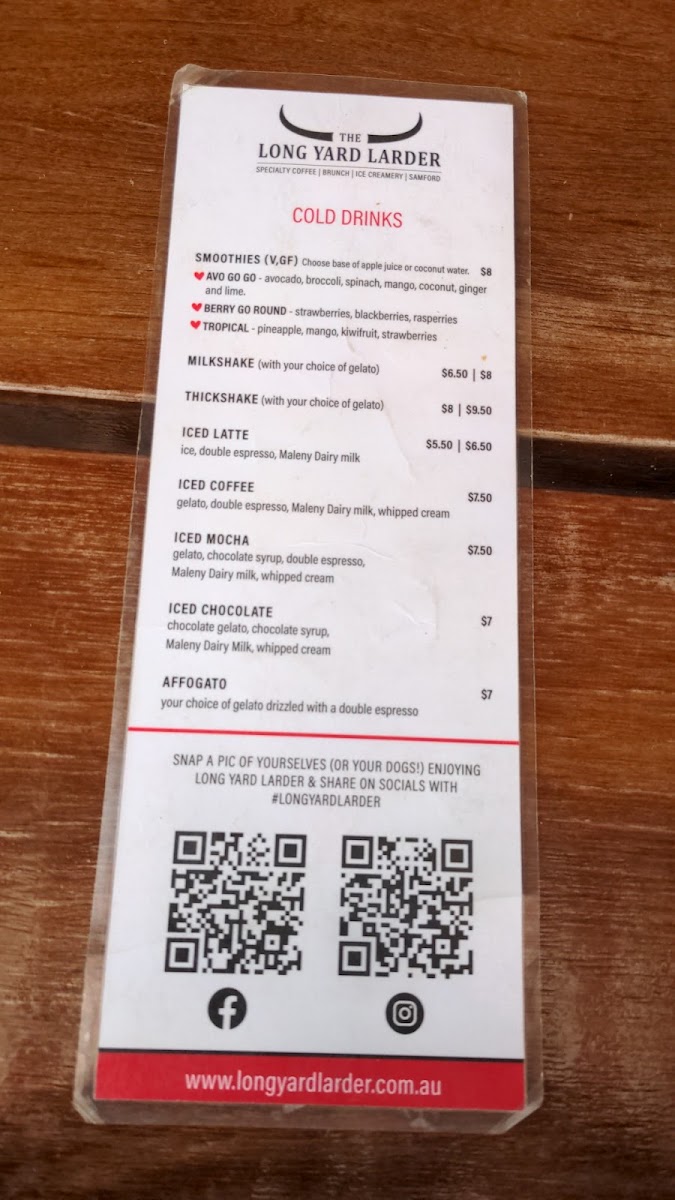 THE
LONG YARD LARDER
SPECIALTY COFFEE | BRUNCH | ICE CREAMERY | SAMFORD
COLD DRINKS
SMOOTHIES (V,GF) Choose base of apple juice or coconut water. $8
AVO GO GO - avocado, broccoli, spinach, mango, coconut, ginger
and lime.
BERRY GO ROUND - strawberries, blackberries, rasperries
TROPICAL - pineapple, mango, kiwifruit, strawberries
MILKSHAKE (with your choice of gelato) $6.50 | $8
THICKSHAKE (with your choice of gelato) $8 | $9.50
ICED LATTE $5.50 | $6.50
ice, double espresso, Maleny Dairy milk
ICED COFFEE $7.50
gelato, double espresso, Maleny Dairy milk, whipped cream
ICED MOCHA $7.50
gelato, chocolate syrup, double espresso,
Maleny Dairy milk, whipped cream
ICED CHOCOLATE $7
chocolate gelato, chocolate syrup,
Maleny Dairy Milk, whipped cream
AFFOGATO $7
your choice of gelato drizzled with a double espresso
SNAP A PIC OF YOURSELVES (OR YOUR DOGS!) ENJOYING
LONG YARD LARDER & SHARE ON SOCIALS WITH
#LONGYARDLARDER
www.longyardlarder.com.au